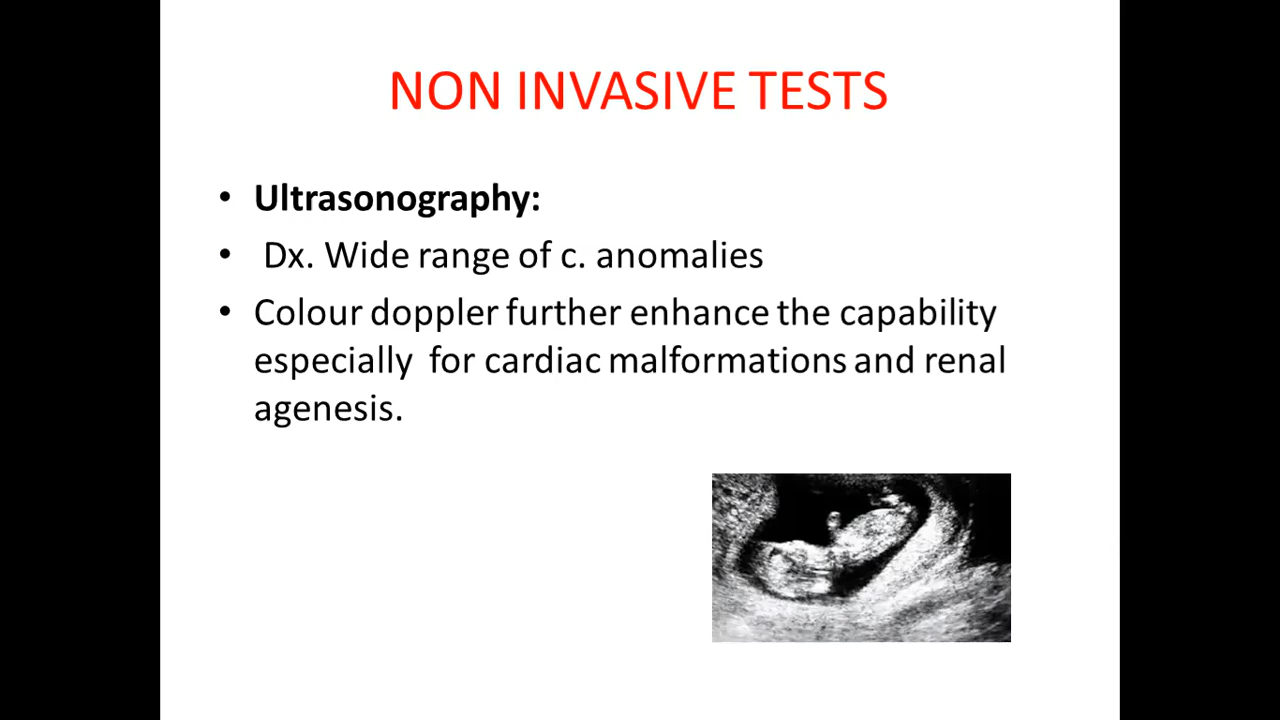 NON INVASIVE TESTS
• Ultrasonography:
• Dx. Wide range of c. anomalies
• Colour doppler further enhance the capability
especially for cardiac malformations and renal
agenesis.